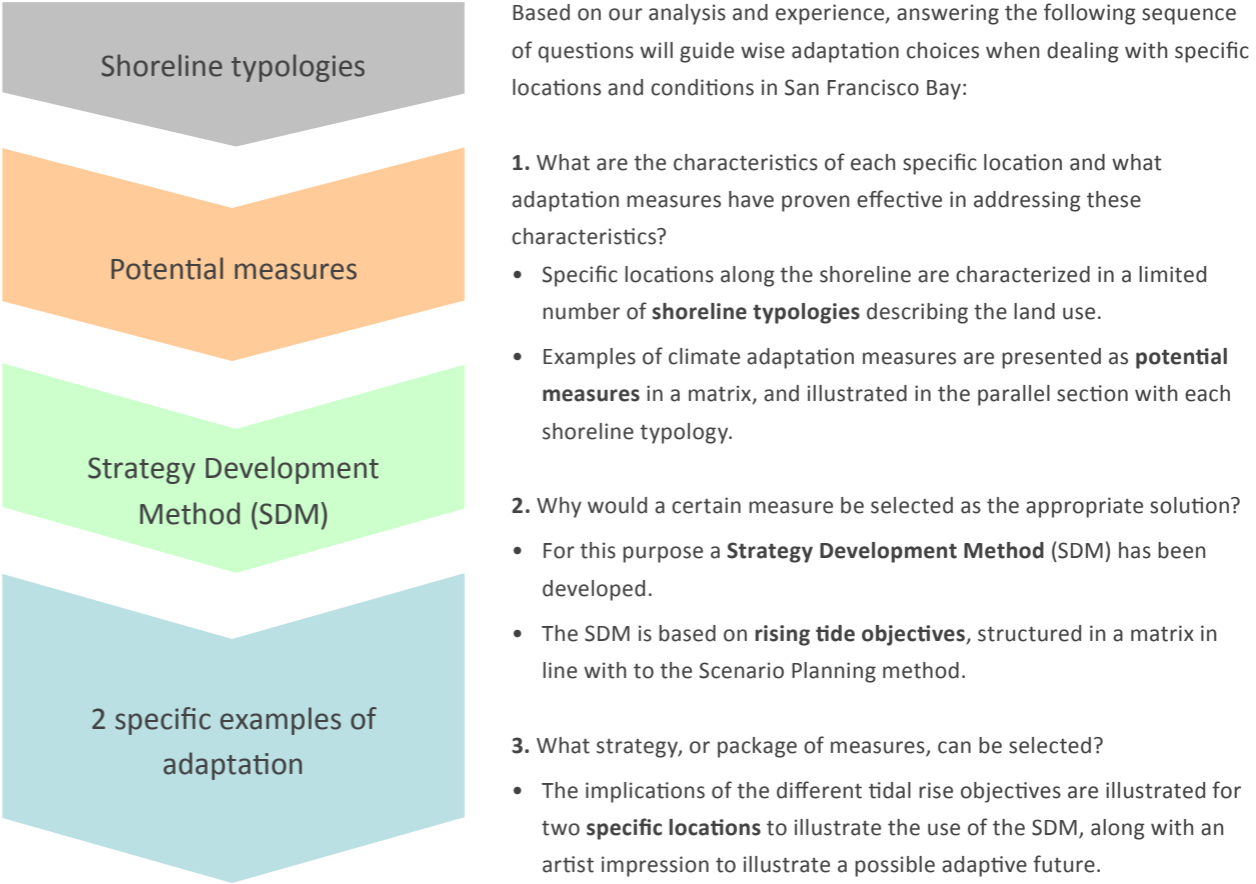 Shoreline typologies
Potential measures
Strategy Development
Method (SDM)
2 specific examples of
adaptation
Based on our analysis and experience, answering the following sequence
of questions will guide wise adaptation choices when dealing with specific
locations and conditions in San Francisco Bay:
1. What are the characteristics of each specific location and what
adaptation measures have proven effective in addressing these
characteristics?
• Specific locations along the shoreline are characterized in a limited
number of shoreline typologies describing the land use.
• Examples of climate adaptation measures are presented as potential
measures in a matrix, and illustrated in the parallel section with each
shoreline typology.
2. Why would a certain measure be selected as the appropriate solution?
• For this purpose a Strategy Development Method (SDM) has been
developed.
• The SDM is based on rising tide objectives, structured in a matrix in
line with to the Scenario Planning method.
3. What strategy, or package of measures, can be selected?
• The implications of the different tidal rise objectives are illustrated for
two specific locations to illustrate the use of the SDM, along with an
artist impression to illustrate a possible adaptive future.